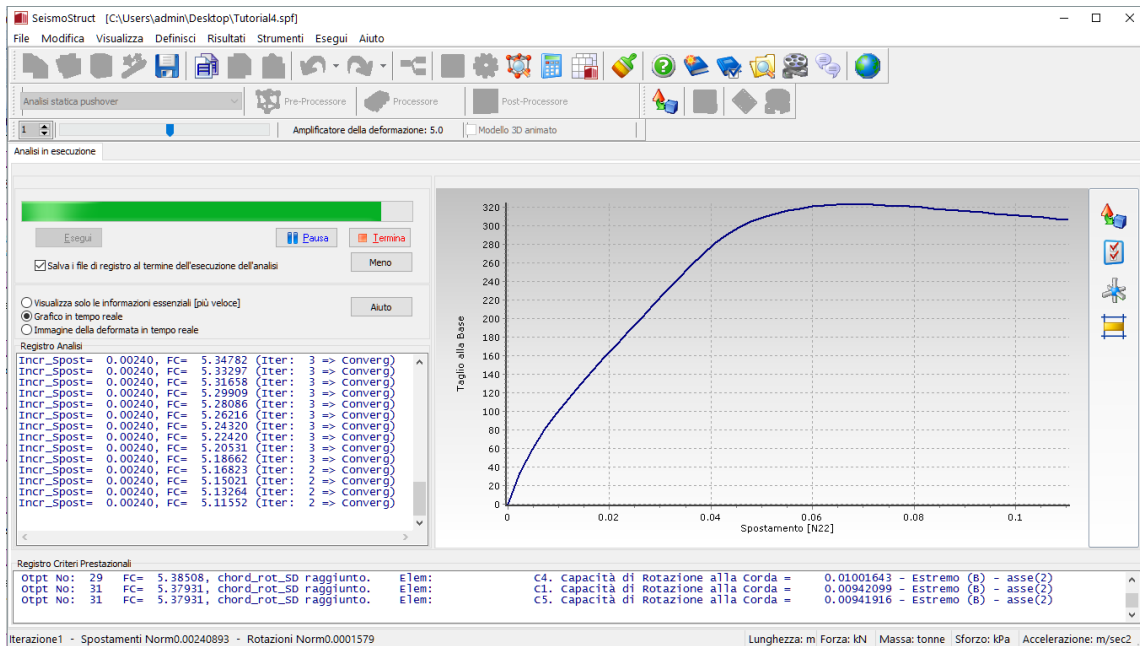 SeismoStruct [C:\Users\admin\Desktop\Tutorial4.spf]
File Modifica Visualizza Definisci Risultati Strumenti Esegui Aiuto
Analisi statica pushover Pre-Processore Processore Post-Processore
1 Amplificatore della deformazione: 5.0 Modello 3D animato
Analisi in esecuzione
Esegui Pausa Termina
Salva i file di registro al termine dell'esecuzione dell'analisi Meno
Visualizza solo le informazioni essenziali [più veloce] Aiuto
Grafico in tempo reale
Immagine della deformata in tempo reale
Registro Analisi
Incr_Spost= 0.00240, FC= 5.34782 (Iter: 3 => Converg)
Incr_Spost= 0.00240, FC= 5.33297 (Iter: 3 => Converg)
Incr_Spost= 0.00240, FC= 5.31658 (Iter: 3 => Converg)
Incr_Spost= 0.00240, FC= 5.29909 (Iter: 3 => Converg)
Incr_Spost= 0.00240, FC= 5.28086 (Iter: 3 => Converg)
Incr_Spost= 0.00240, FC= 5.26216 (Iter: 3 => Converg)
Incr_Spost= 0.00240, FC= 5.24320 (Iter: 3 => Converg)
Incr_Spost= 0.00240, FC= 5.22420 (Iter: 3 => Converg)
Incr_Spost= 0.00240, FC= 5.20531 (Iter: 3 => Converg)
Incr_Spost= 0.00240, FC= 5.18662 (Iter: 3 => Converg)
Incr_Spost= 0.00240, FC= 5.16823 (Iter: 2 => Converg)
Incr_Spost= 0.00240, FC= 5.15021 (Iter: 2 => Converg)
Incr_Spost= 0.00240, FC= 5.13264 (Iter: 2 => Converg)
Incr_Spost= 0.00240, FC= 5.11552 (Iter: 2 => Converg)
Taglio alla Base
320
300
280
260
240
220
200
180
160
140
120
100
80
60
40
20
0
0 0.02 0.04 0.06 0.08 0.1
Spostamento [N22]
Registro Criteri Prestazionali
Otpt No: 29 FC= 5.38508, chord_rot_SD raggiunto. Elem: C4. Capacità di Rotazione alla Corda = 0.01001643 - Estremo (B) - asse(2)
Otpt No: 31 FC= 5.37931, chord_rot_SD raggiunto. Elem: C1. Capacità di Rotazione alla Corda = 0.00942099 - Estremo (B) - asse(2)
Otpt No: 31 FC= 5.37931, chord_rot_SD raggiunto. Elem: C5. Capacità di Rotazione alla Corda = 0.00941916 - Estremo (B) - asse(2)
Iterazione1 - Spostamenti Norm0.00240893 - Rotazioni Norm0.0001579 Lunghezza: m Forza: kN Massa: tonne Sforzo: kPa Accelerazione: m/sec2